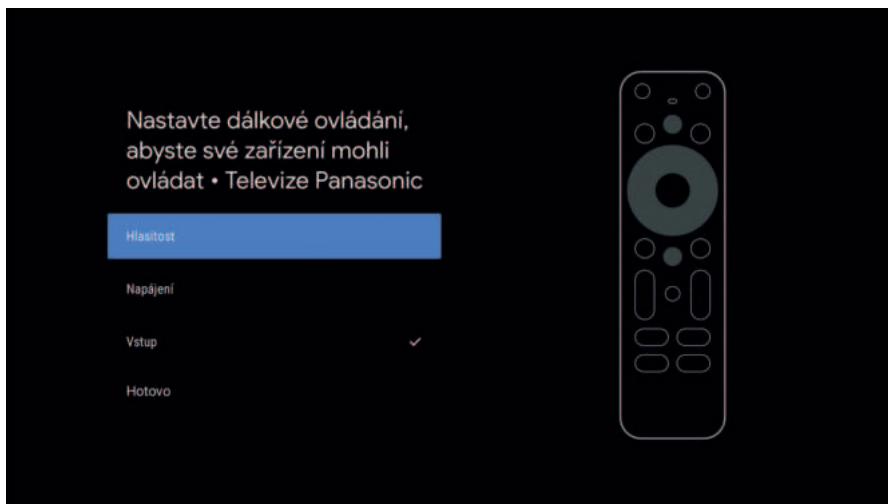 Nastavte dálkové ovládání,
abyste své zařízení mohli
ovládat • Televize Panasonic
Hlasitost
Napájení
Vstup
Hotovo